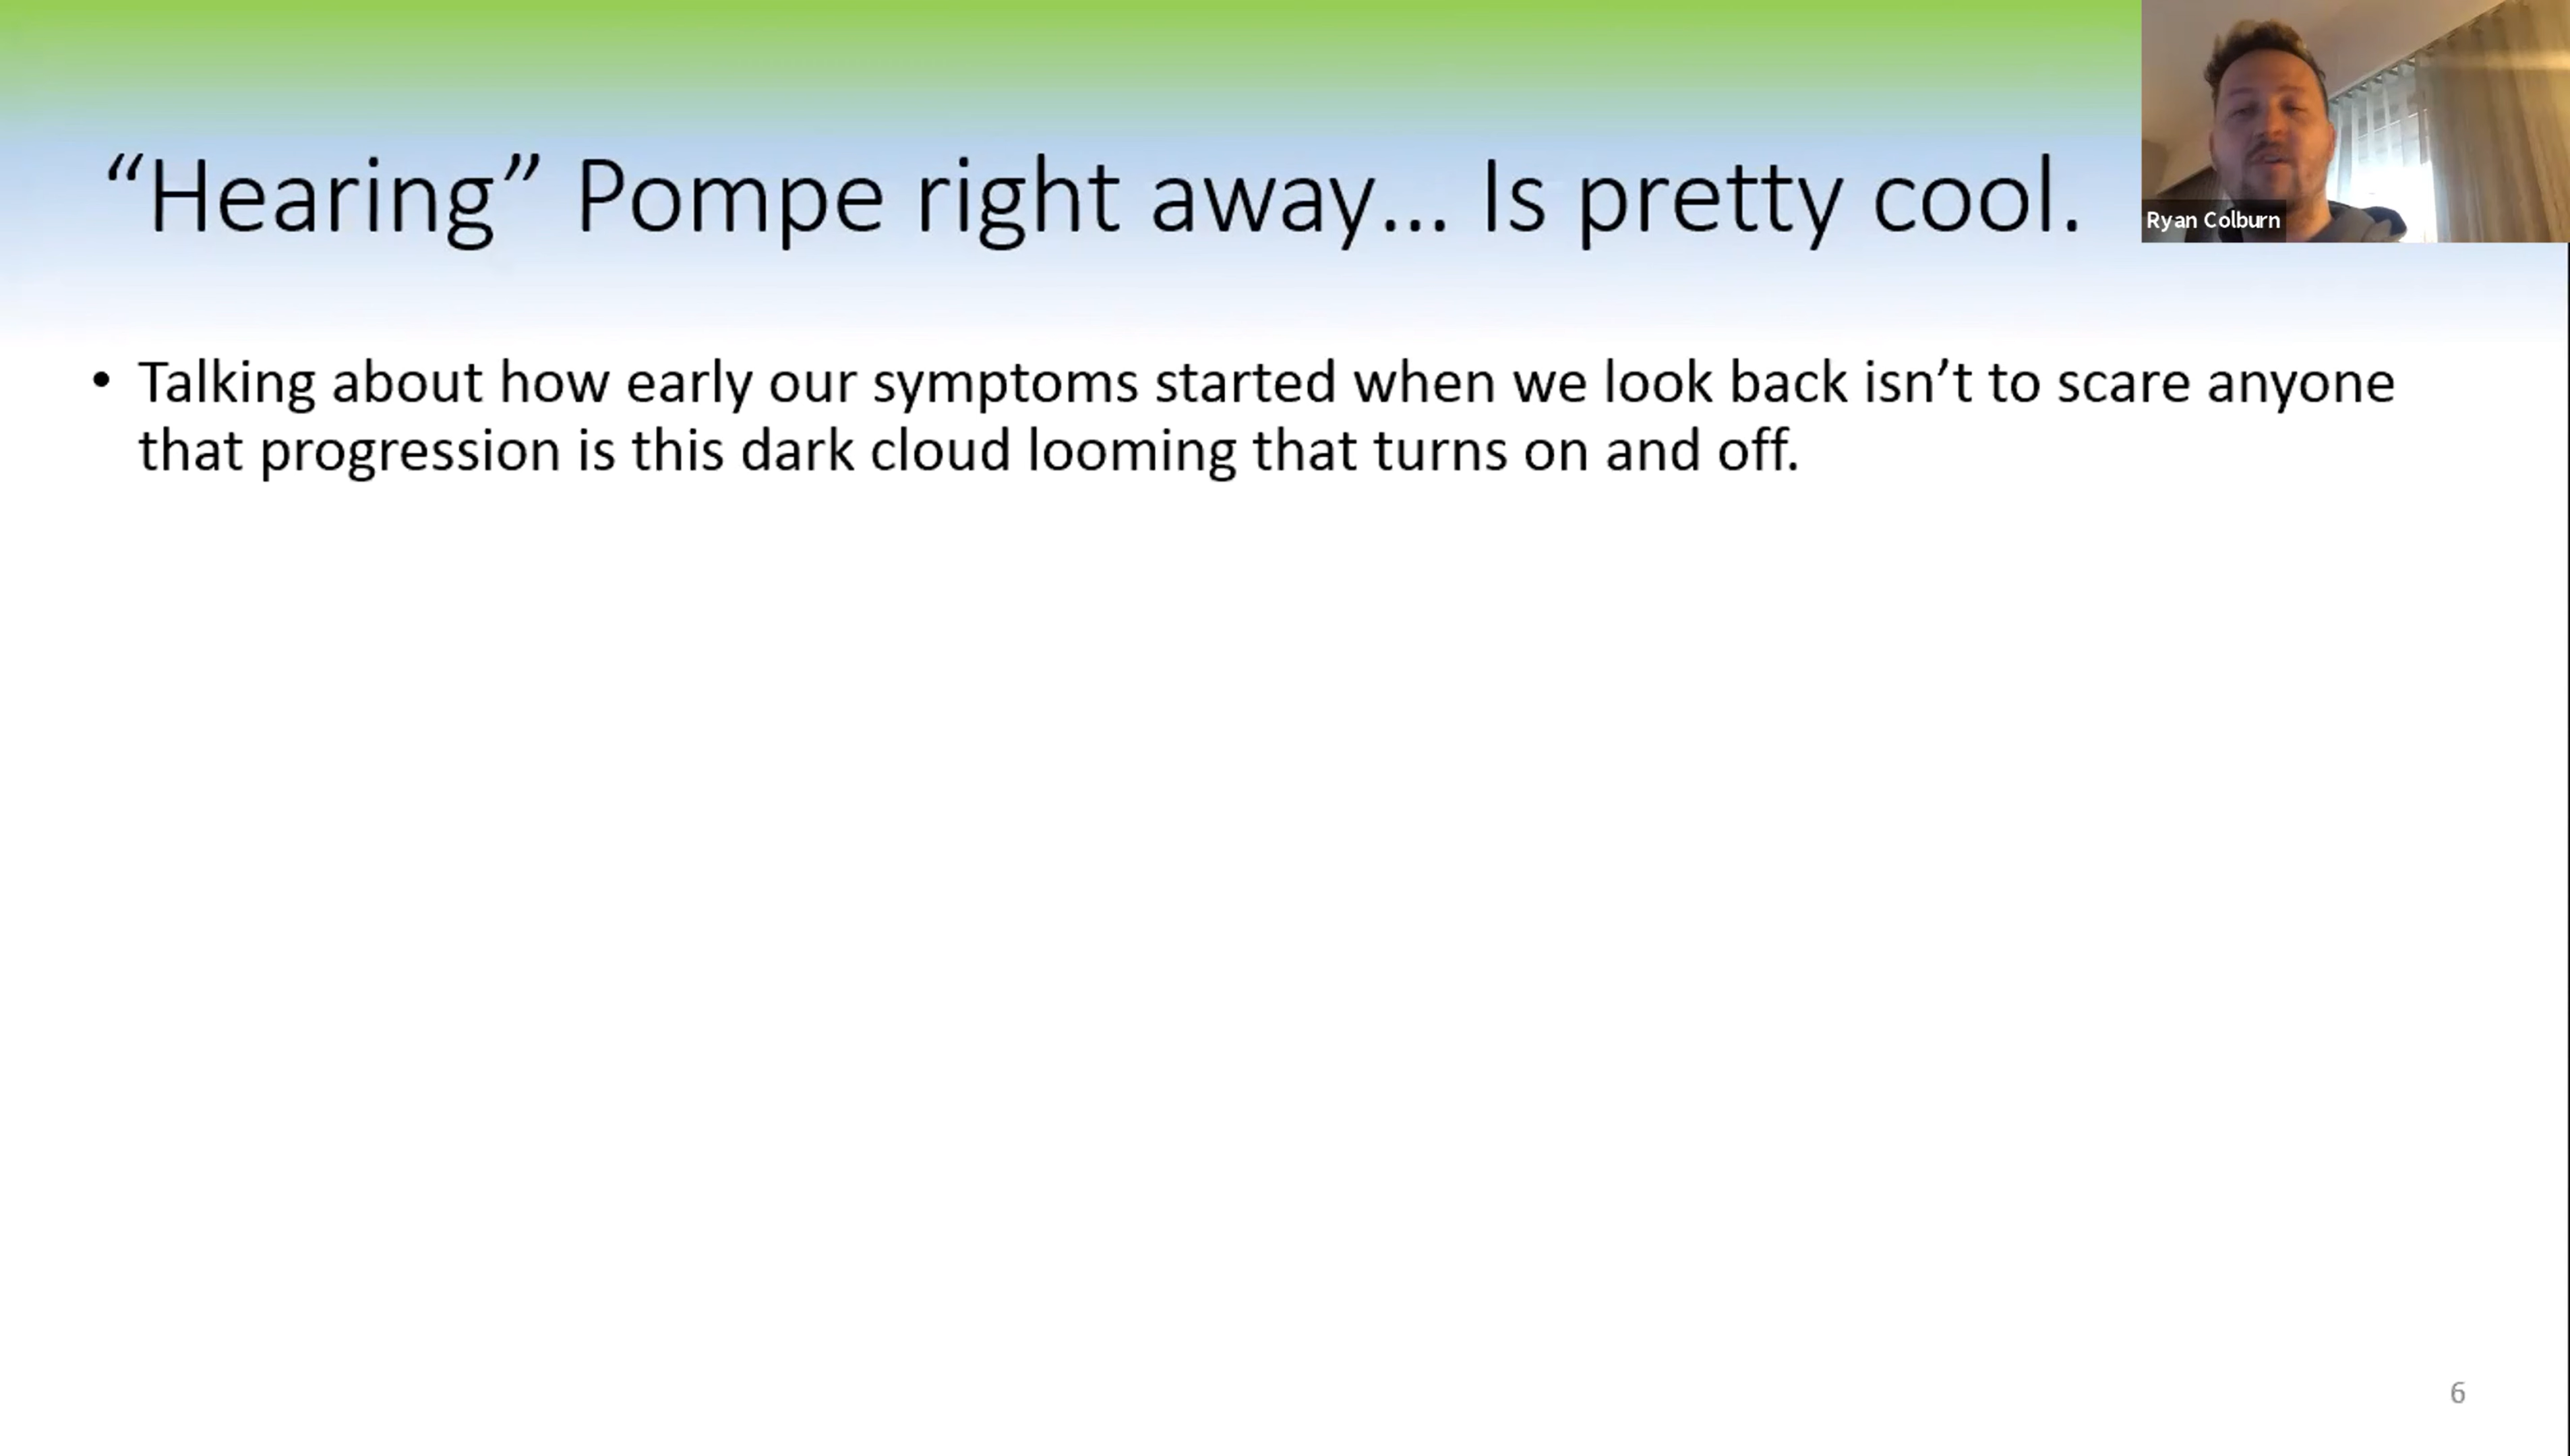 “Hearing” Pompe right away... Is pretty cool.
Ryan Colburn
• Talking about how early our symptoms started when we look back isn’t to scare anyone
that progression is this dark cloud looming that turns on and off.
6